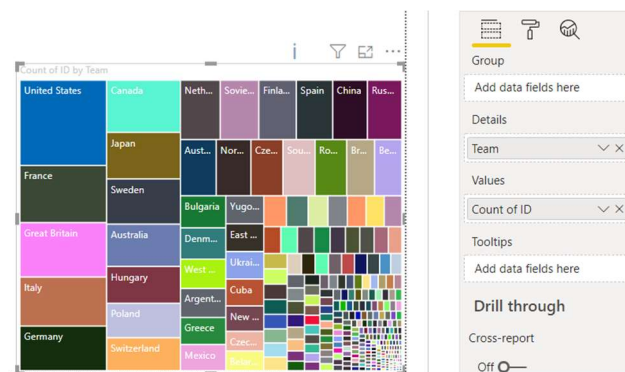 Count of ID by Team
United States
Canada
Neth...
Sovie...
Finla...
Spain
China
Rus...
Japan
Aust...
Nor...
Cze...
Sou...
Ro...
Br...
Be...
France
Sweden
Bulgaria
Yugo...
Great Britain
Australia
Denm...
East ...
West ...
Ukrai...
Italy
Hungary
Argent...
Cuba
Poland
New ...
Germany
Greece
Switzerland
Czec...
Mexico
Belar...
Group
Add data fields here
Details
Team
Values
Count of ID
Tooltips
Add data fields here
Drill through
Cross-report
Off